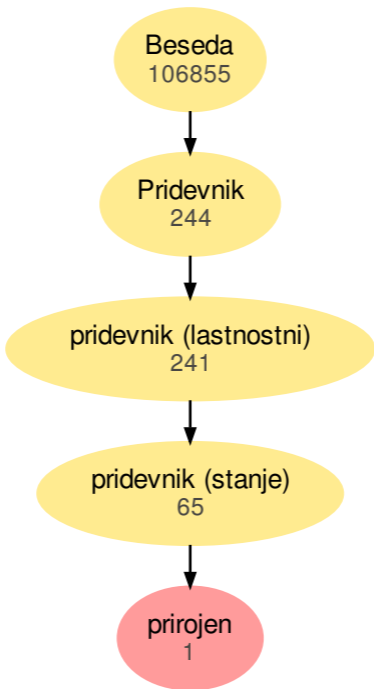 Beseda
106855
Pridevnik
244
pridevnik (lastnostni)
241
pridevnik (stanje)
65
prirojen
1